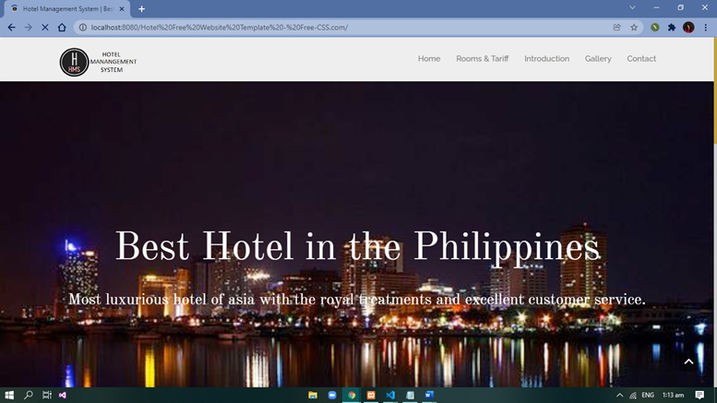 Hotel Management System | Bes
localhost:8080/Hotel%20Free%20Website%20Template%20-%20Free-CSS.com/
H
HMS
HOTEL
MANANGEMENT
SYSTEM
Home Rooms & Tariff Introduction Gallery Contact
Best Hotel in the Philippines
Most luxurious hotel of asia with the royal treatments and excellent customer service.
ENG 1:13 am